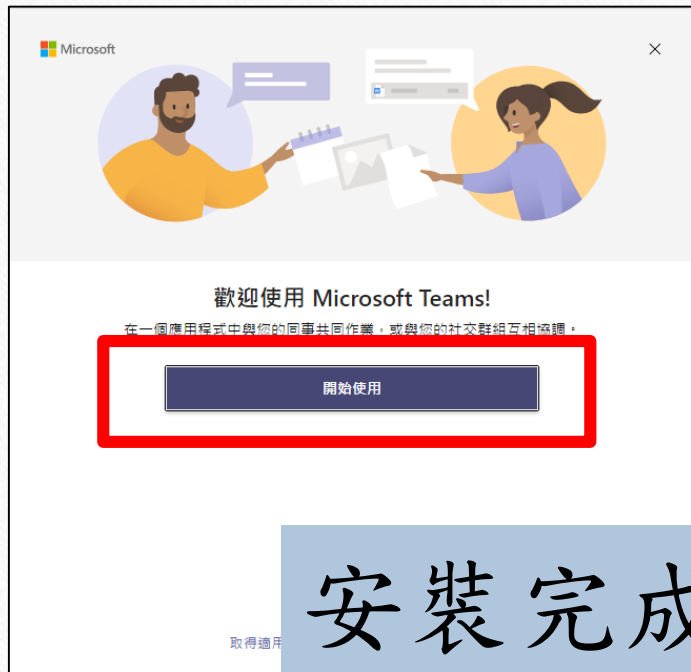 Microsoft
歡迎使用 Microsoft Teams!
在一個應用程式中與您的同事共同作業，或與您的社交群組互相協調。
開始使用
安裝完成
取得適用